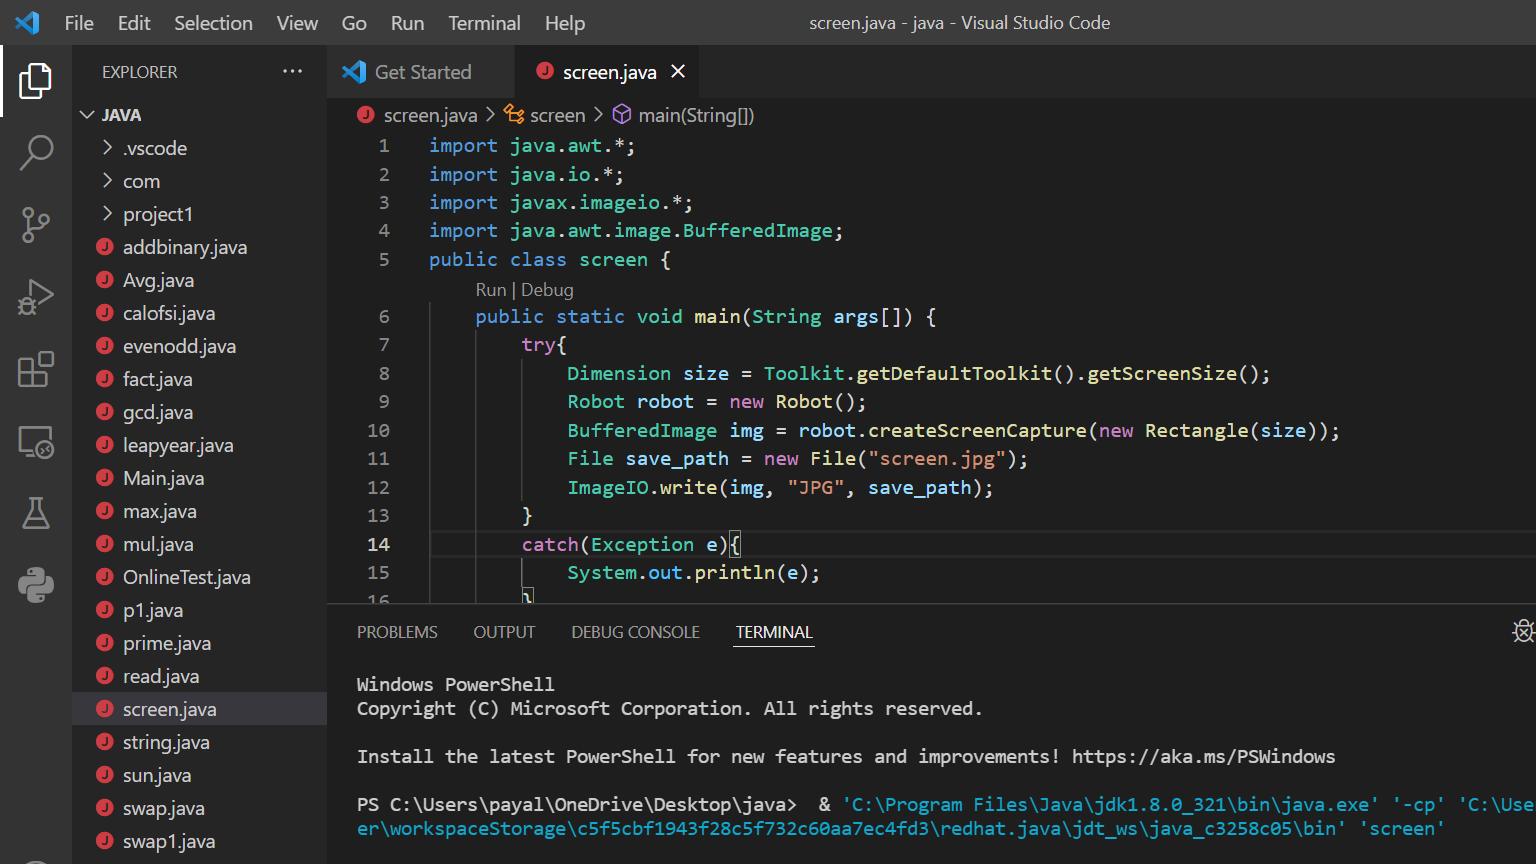 File Edit Selection View Go Run Terminal Help
screen.java - java - Visual Studio Code
EXPLORER ...
JAVA
.vscode
com
project1
addbinary.java
Avg.java
calofsi.java
evenodd.java
fact.java
gcd.java
leapyear.java
Main.java
max.java
mul.java
OnlineTest.java
p1.java
prime.java
read.java
screen.java
string.java
sun.java
swap.java
swap1.java
Get Started
screen.java
screen.java > screen > main(String[])
1 import java.awt.*;
2 import java.io.*;
3 import javax.imageio.*;
4 import java.awt.image.BufferedImage;
5 public class screen {
Run | Debug
6 public static void main(String args[]) {
7 try{
8 Dimension size = Toolkit.getDefaultToolkit().getScreenSize();
9 Robot robot = new Robot();
10 BufferedImage img = robot.createScreenCapture(new Rectangle(size));
11 File save_path = new File("screen.jpg");
12 ImageIO.write(img, "JPG", save_path);
13 }
14 catch(Exception e){
15 System.out.println(e);
16 }
PROBLEMS OUTPUT DEBUG CONSOLE TERMINAL
Windows PowerShell
Copyright (C) Microsoft Corporation. All rights reserved.
Install the latest PowerShell for new features and improvements! https://aka.ms/PSWindows
PS C:\Users\payal\OneDrive\Desktop\java> & 'C:\Program Files\Java\jdk1.8.0_321\bin\java.exe' '-cp' 'C:\Use
er\workspaceStorage\c5f5cbf1943f28c5f732c60aa7ec4fd3\redhat.java\jdt_ws\java_c3258c05\bin' 'screen'